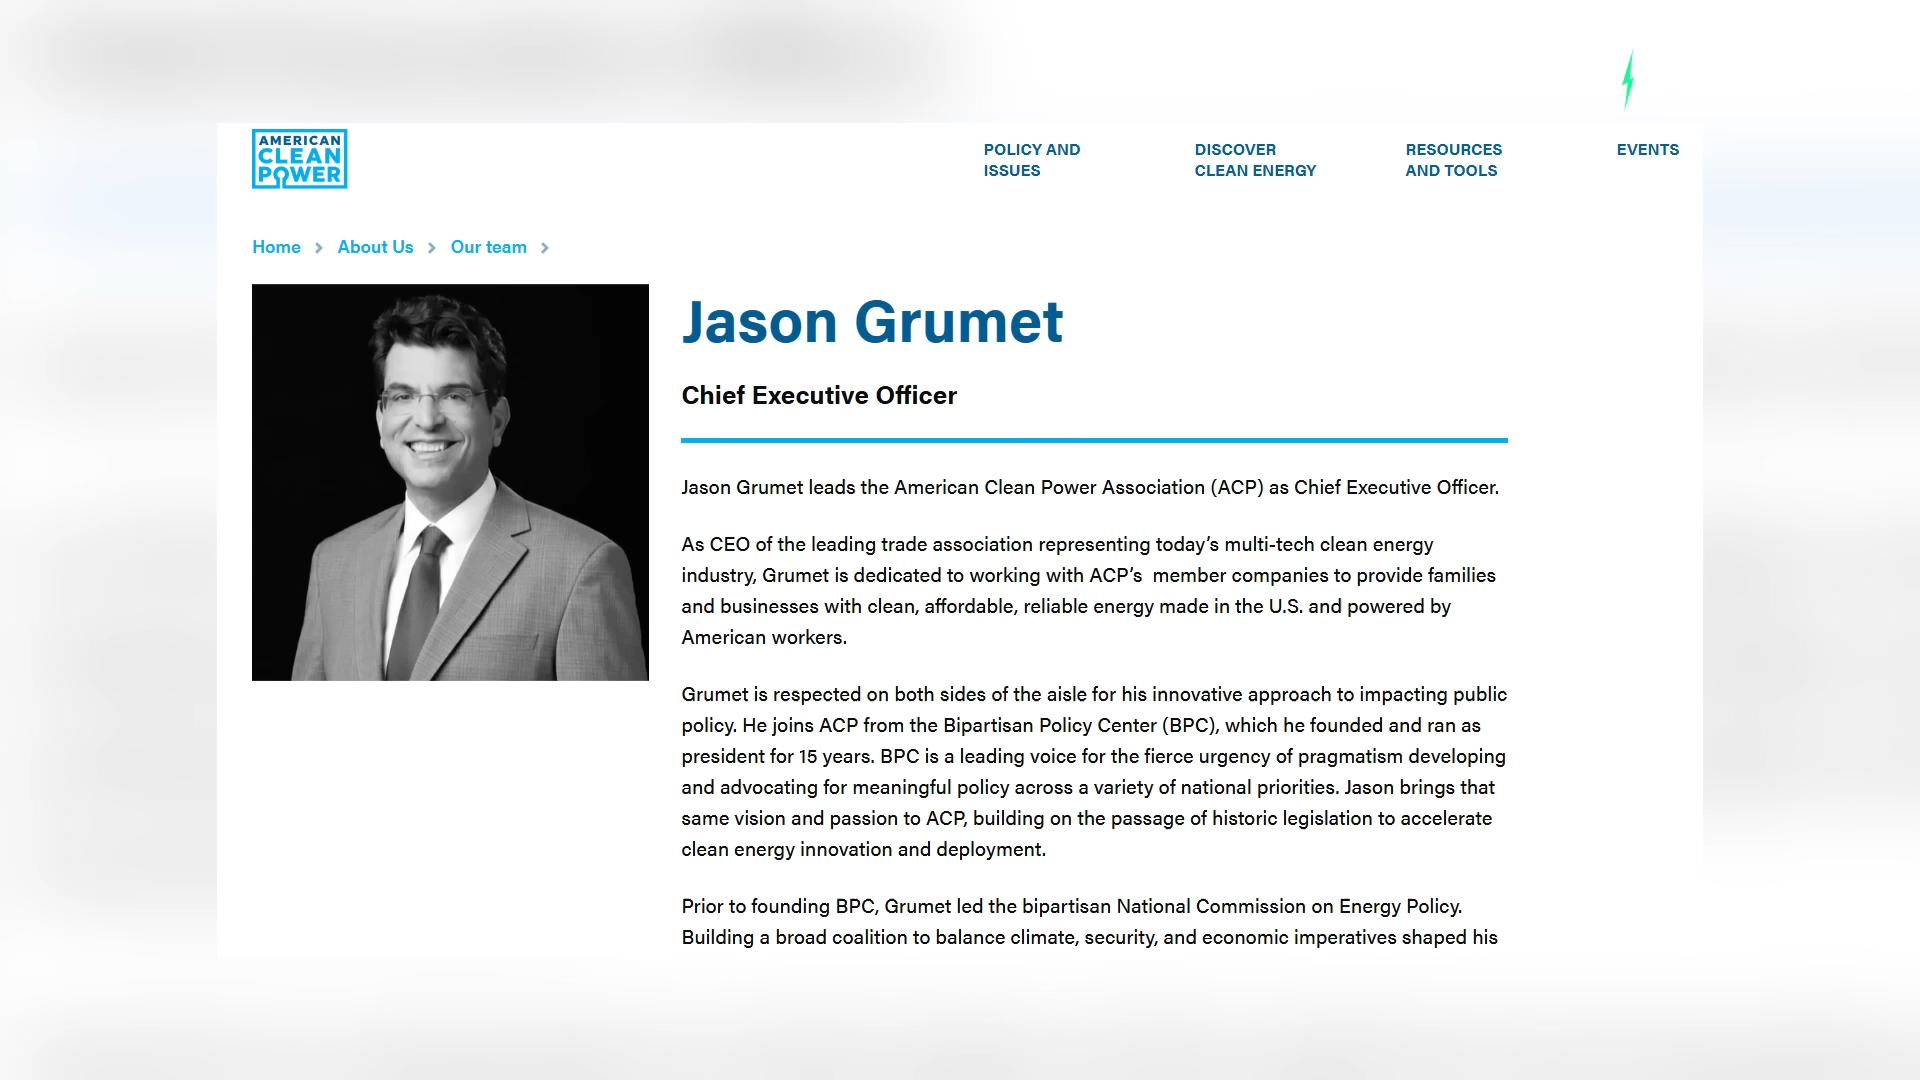 AMERICAN
CLEAN
POWER
POLICY AND
ISSUES
DISCOVER
CLEAN ENERGY
RESOURCES
AND TOOLS
EVENTS
Home > About Us > Our team >
Jason Grumet
Chief Executive Officer
Jason Grumet leads the American Clean Power Association (ACP) as Chief Executive Officer.
As CEO of the leading trade association representing today’s multi-tech clean energy
industry, Grumet is dedicated to working with ACP’s  member companies to provide families
and businesses with clean, affordable, reliable energy made in the U.S. and powered by
American workers.
Grumet is respected on both sides of the aisle for his innovative approach to impacting public
policy. He joins ACP from the Bipartisan Policy Center (BPC), which he founded and ran as
president for 15 years. BPC is a leading voice for the fierce urgency of pragmatism developing
and advocating for meaningful policy across a variety of national priorities. Jason brings that
same vision and passion to ACP, building on the passage of historic legislation to accelerate
clean energy innovation and deployment.
Prior to founding BPC, Grumet led the bipartisan National Commission on Energy Policy.
Building a broad coalition to balance climate, security, and economic imperatives shaped his